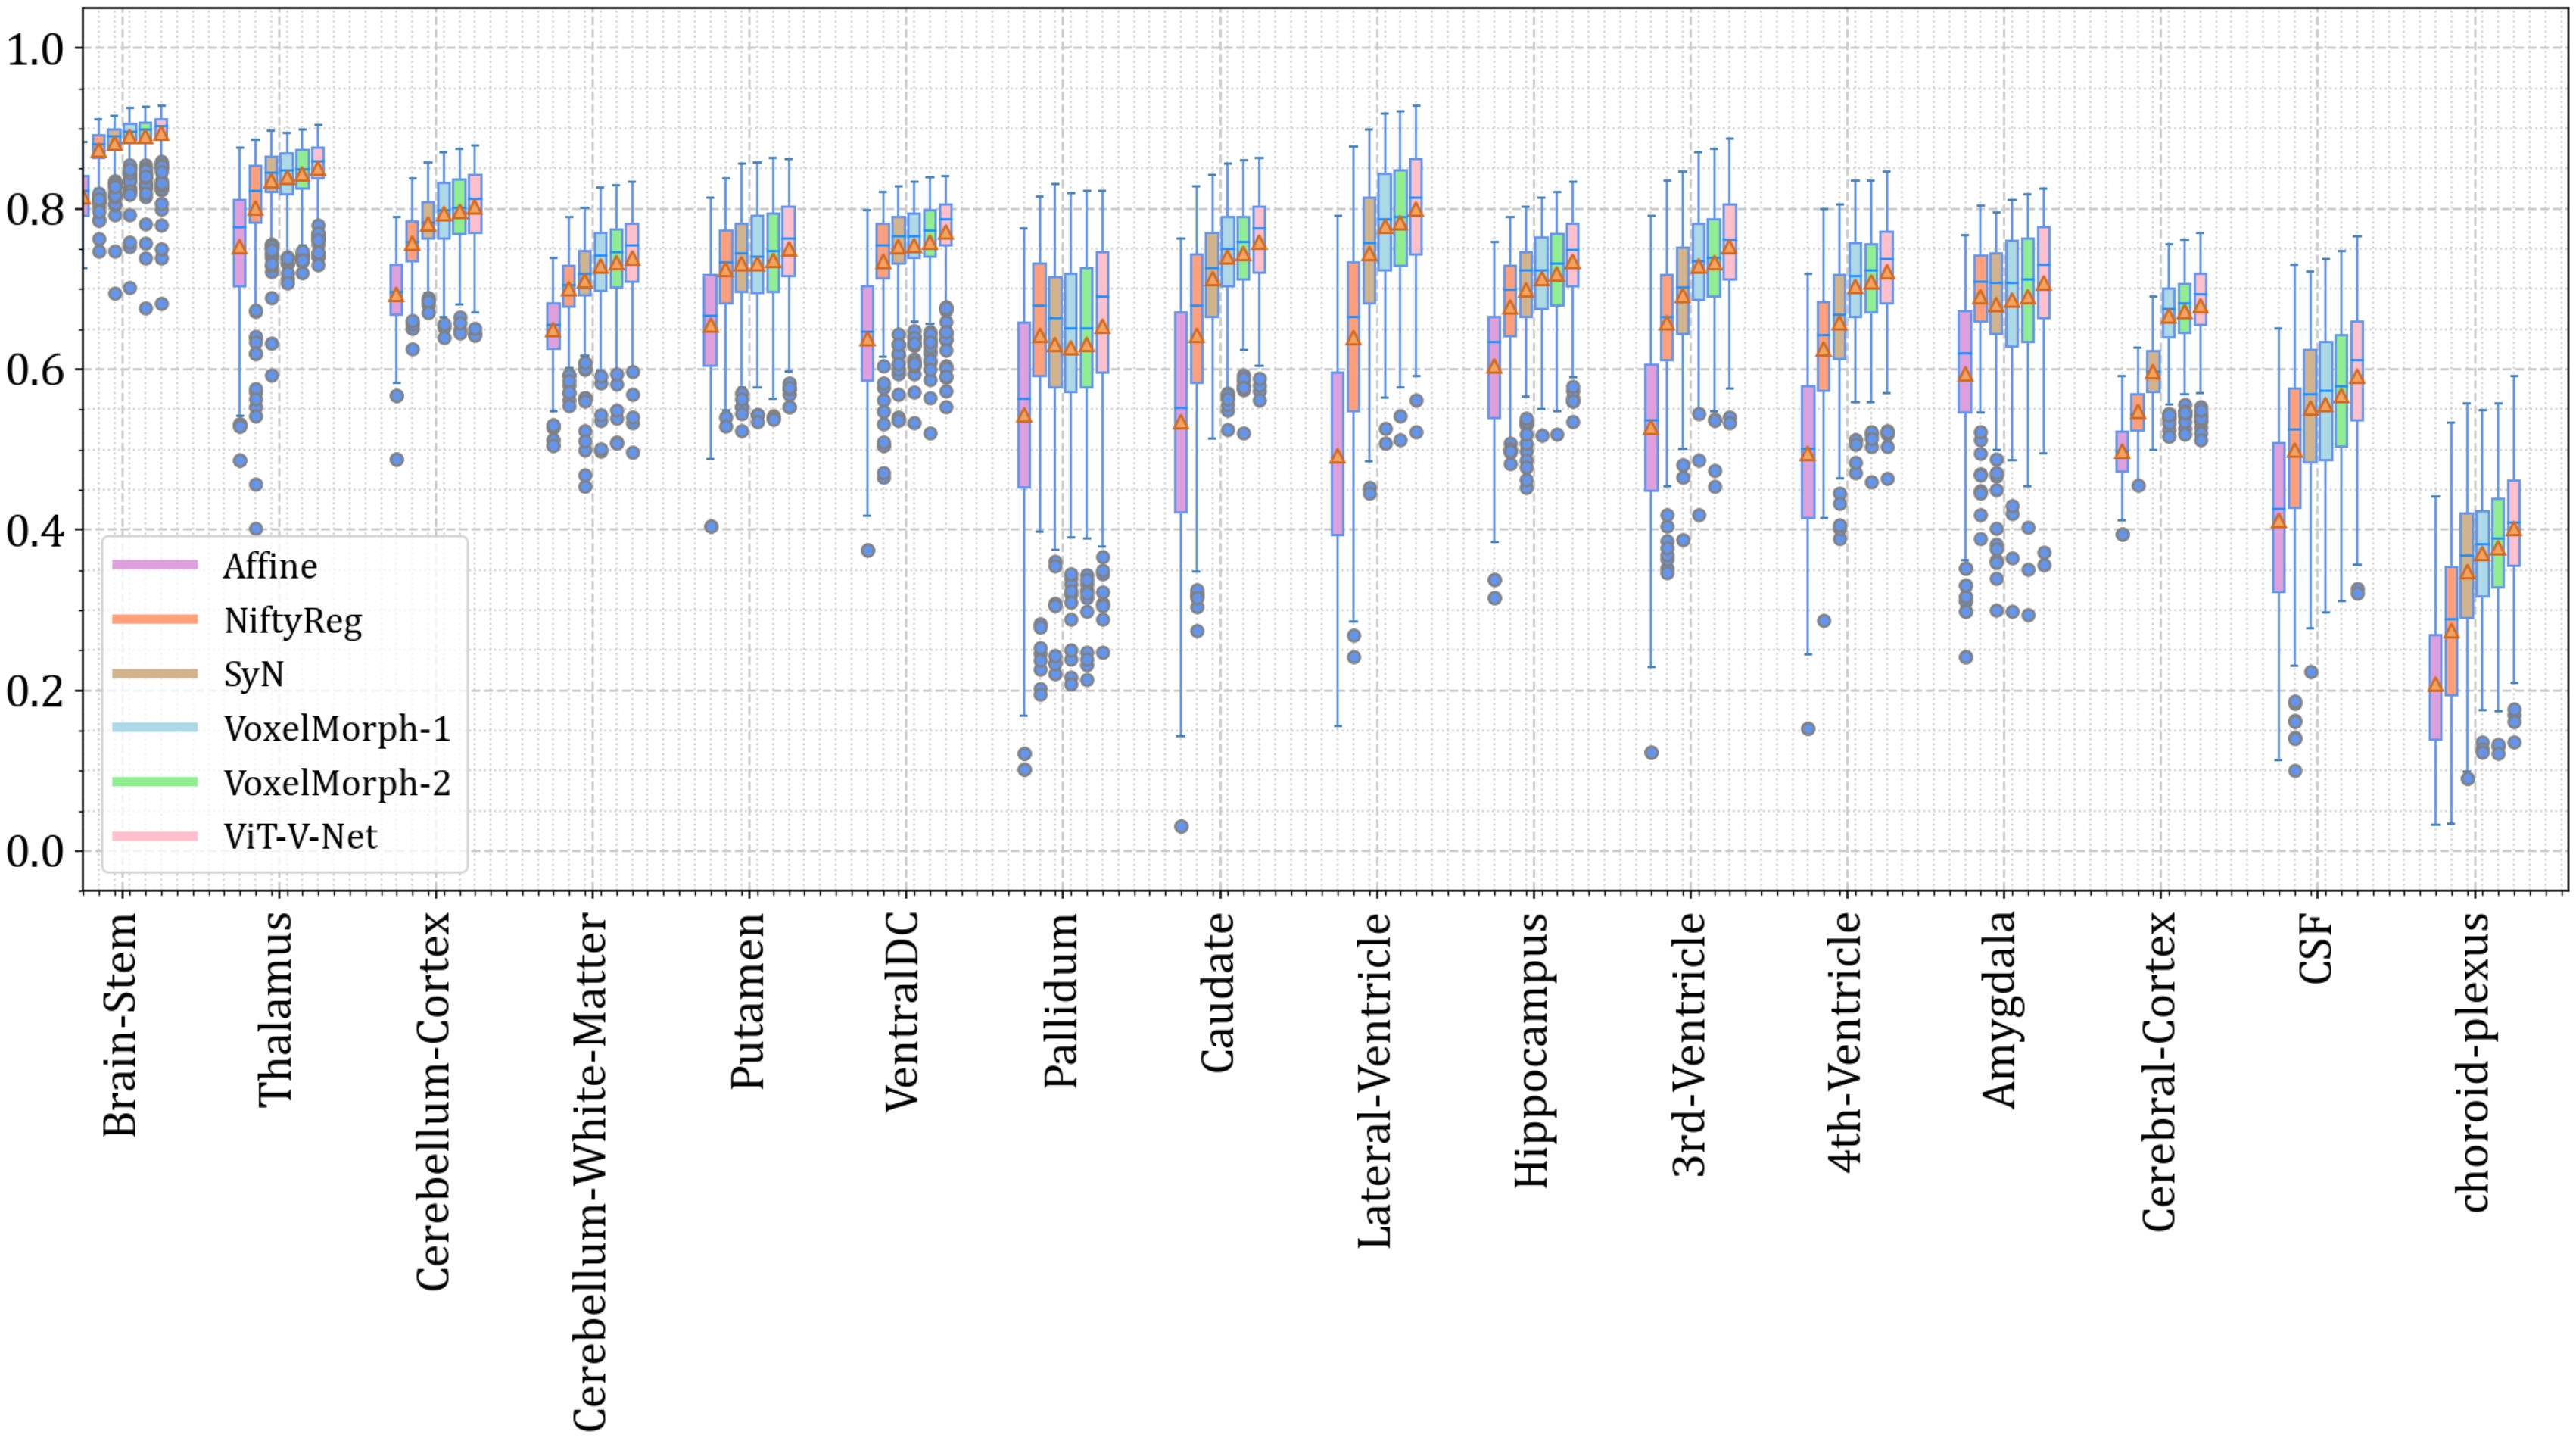 1.0
0.8
0.6
0.4
0.2
0.0
Affine
NiftyReg
SyN
VoxelMorph-1
VoxelMorph-2
ViT-V-Net
Brain-Stem
Thalamus
Cerebellum-Cortex
Cerebellum-White-Matter
Putamen
VentralDC
Pallidum
Caudate
Lateral-Ventricle
Hippocampus
3rd-Ventricle
4th-Ventricle
Amygdala
Cerebral-Cortex
CSF
choroid-plexus